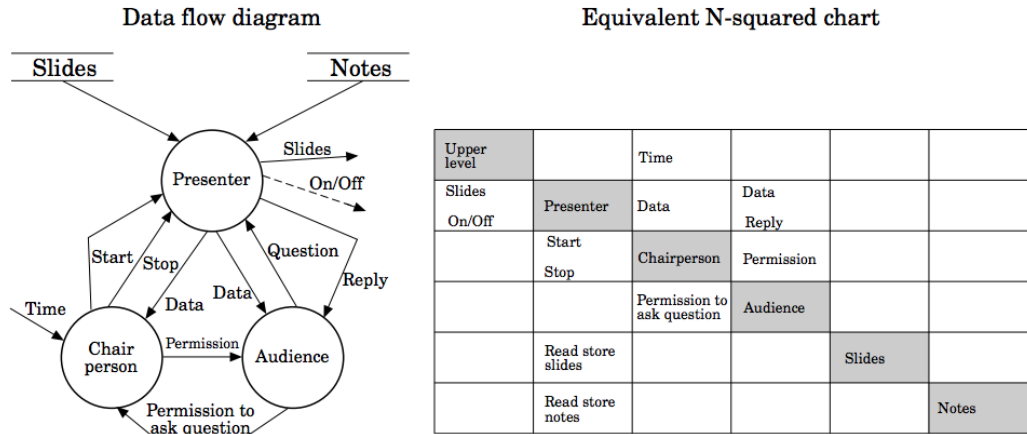 Data flow diagram
Equivalent N-squared chart
Slides
Notes
Presenter
Slides
On/Off
Start
Stop
Question
Data
Data
Reply
Time
Chair
person
Permission
Audience
Permission to
ask question
Upper
level
Time
Slides
On/Off
Presenter
Data
Data
Reply
Start
Stop
Chairperson
Permission
Permission to
ask question
Audience
Read store
slides
Slides
Read store
notes
Notes